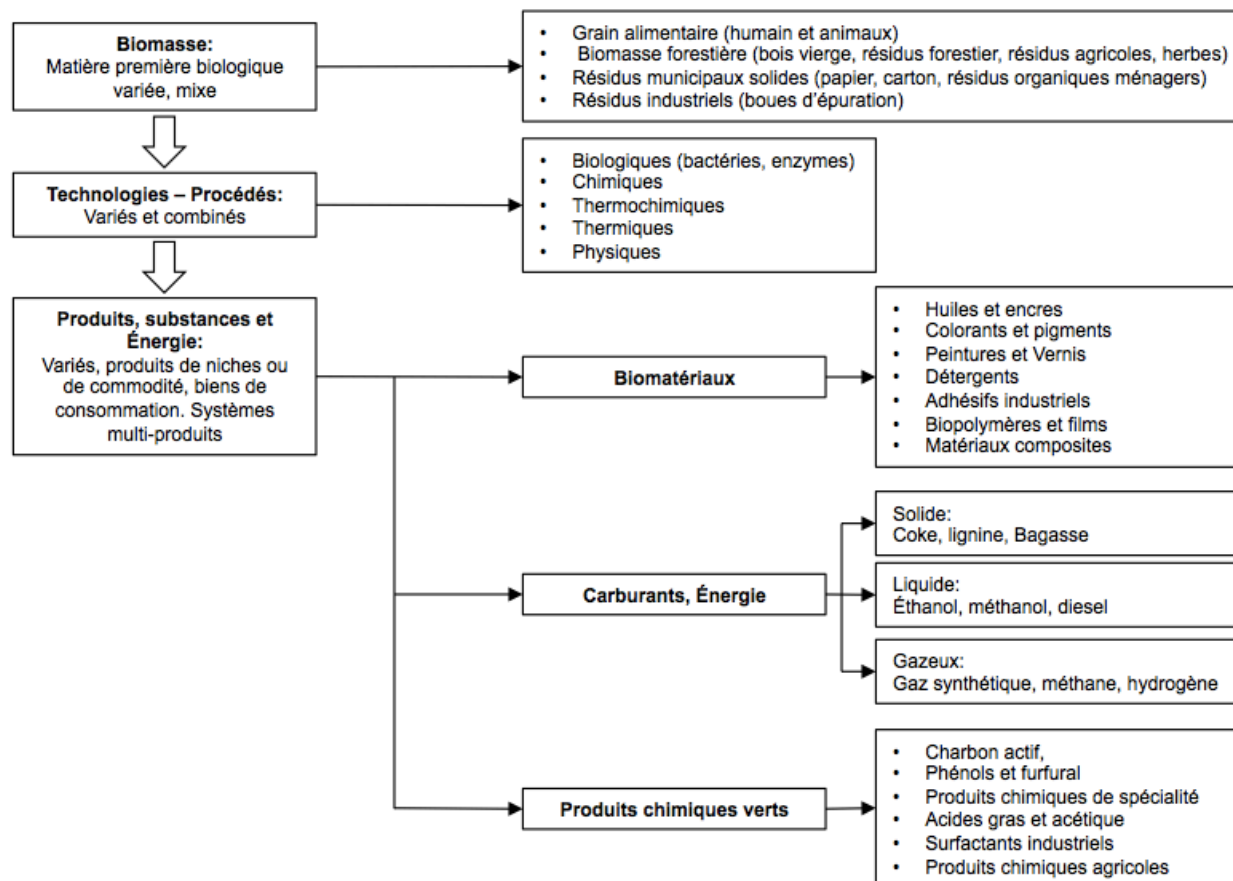 Biomasse:
Matière première biologique
variée, mixe
• Grain alimentaire (humain et animaux)
• Biomasse forestière (bois vierge, résidus forestier, résidus agricoles, herbes)
• Résidus municipaux solides (papier, carton, résidus organiques ménagers)
• Résidus industriels (boues d'épuration)
Technologies – Procédés:
Variés et combinés
• Biologiques (bactéries, enzymes)
• Chimiques
• Thermochimiques
• Thermiques
• Physiques
Produits, substances et
Énergie:
Variés, produits de niches ou
de commodité, biens de
consommation. Systèmes
multi-produits
Biomatériaux
• Huiles et encres
• Colorants et pigments
• Peintures et Vernis
• Détergents
• Adhésifs industriels
• Biopolymères et films
• Matériaux composites
Carburants, Énergie
Solide:
Coke, lignine, Bagasse
Liquide:
Éthanol, méthanol, diesel
Gazeux:
Gaz synthétique, méthane, hydrogène
Produits chimiques verts
• Charbon actif,
• Phénols et furfural
• Produits chimiques de spécialité
• Acides gras et acétique
• Surfactants industriels
• Produits chimiques agricoles